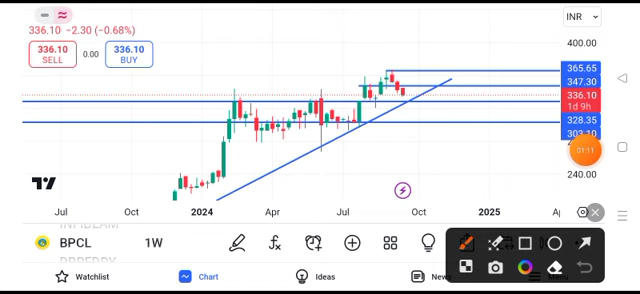 INR
336.10 −2.30 (−0.68%)
336.10
SELL
0.00
336.10
BUY
400.00
365.65
347.30
336.10
1d 9h
328.35
303.10
01:11
240.00
Jul
Oct
2024
Apr
Jul
Oct
2025
BPCL
1W
Watchlist
Chart
Ideas
News